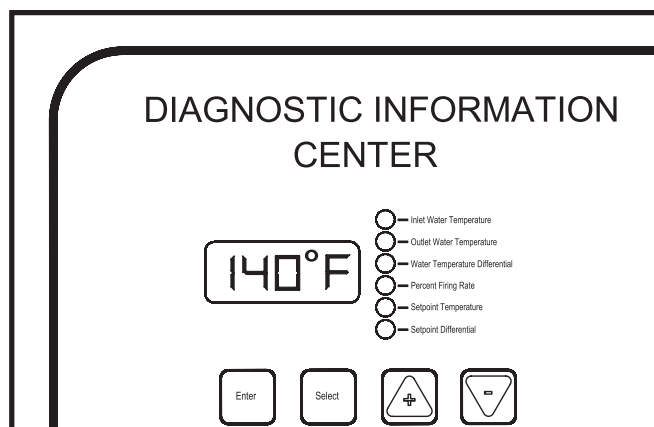 DIAGNOSTIC INFORMATION
CENTER
140°F
Inlet Water Temperature
Outlet Water Temperature
Water Temperature Differential
Percent Firing Rate
Setpoint Temperature
Setpoint Differential
Enter Select + -